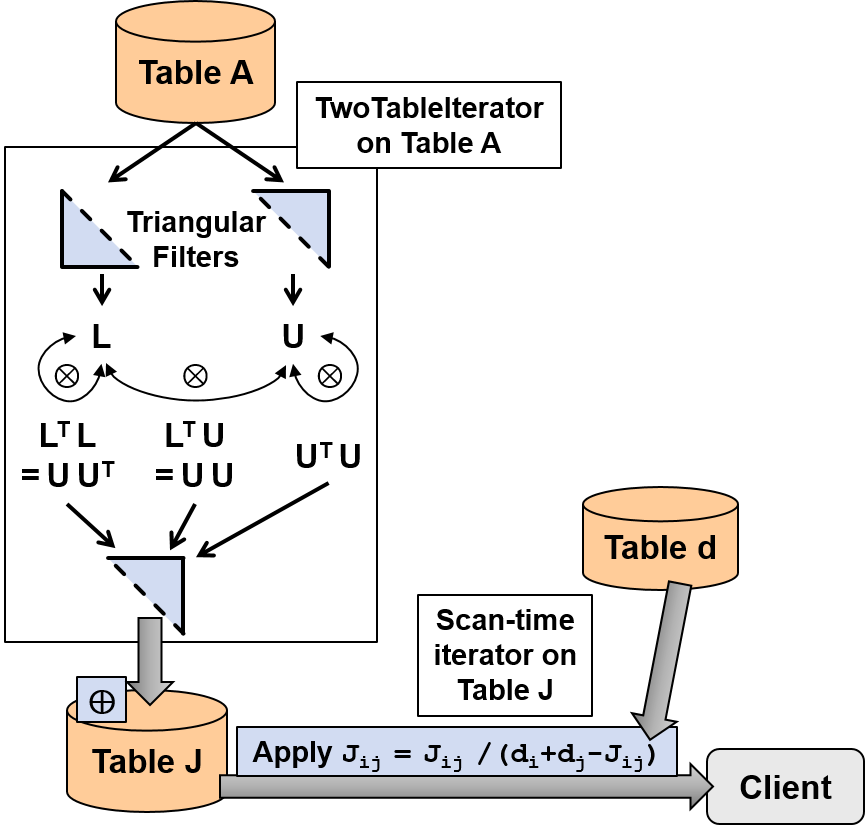 Table A
TwoTableIterator
on Table A
Triangular
Filters
L
U
⊗
⊗
⊗
Lᵀ L
= U Uᵀ
Lᵀ U
= U U
Uᵀ U
Table d
Scan-time
iterator on
Table J
⊕
Table J
Apply Jᵢⱼ = Jᵢⱼ /(dᵢ+dⱼ-Jᵢⱼ)
Client